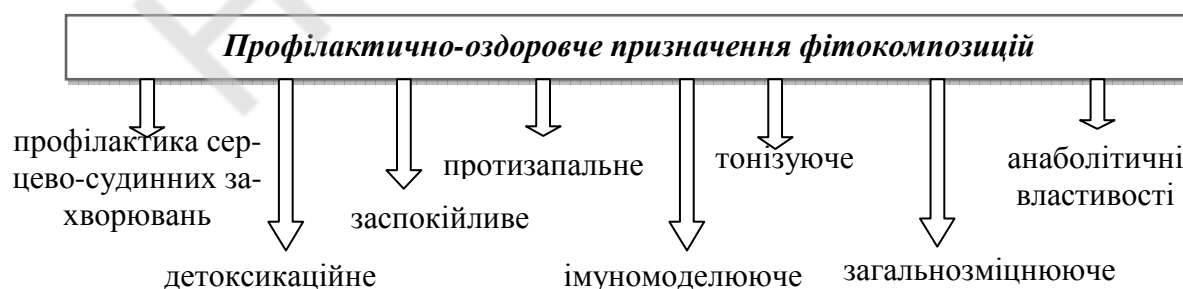 Профілактично-оздоровче призначення фітокомпозицій
профілактика сер-
цево-судинних за-
хворювань
детоксикаційне
заспокійливе
протизапальне
імуномоделююче
тонізуюче
загальнозміцнююче
анаболітичні
властивості